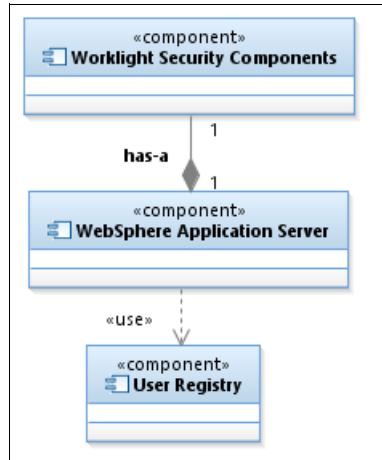 «component»
Worklight Security Components
1
has-a
1
«component»
WebSphere Application Server
«use»
«component»
User Registry